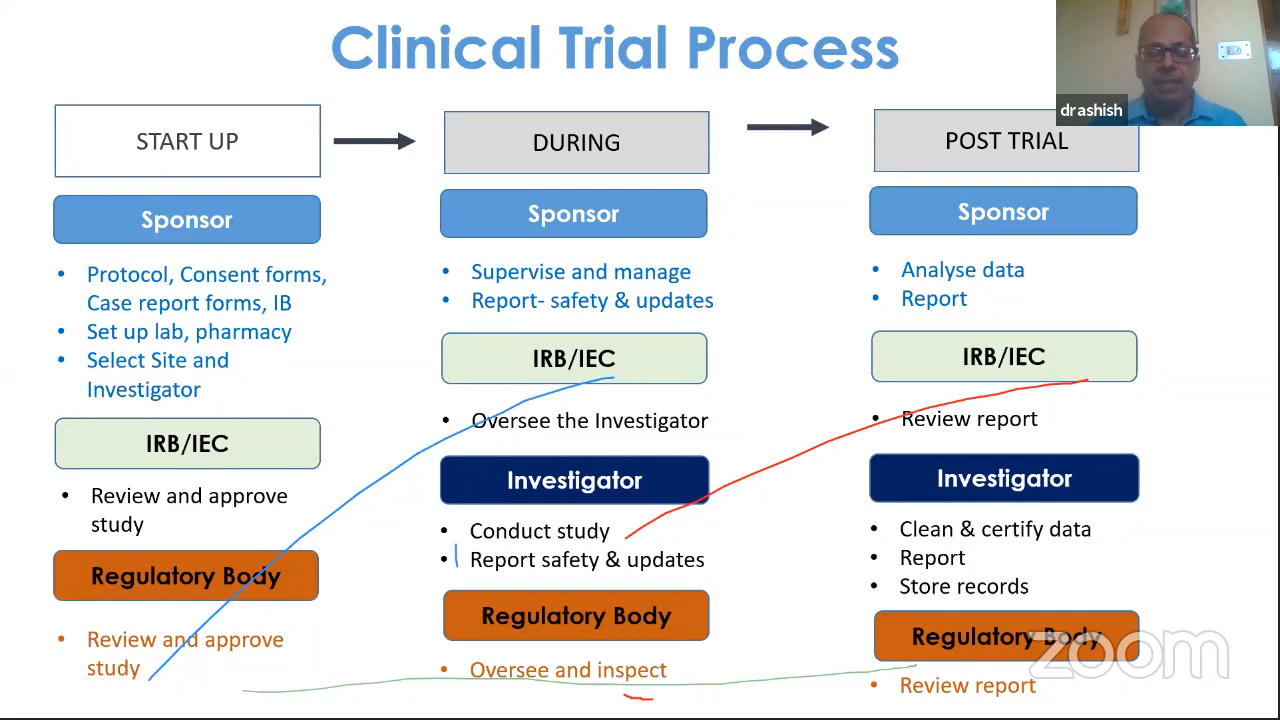 Clinical Trial Process
drashish
START UP
Sponsor
• Protocol, Consent forms,
Case report forms, IB
• Set up lab, pharmacy
• Select Site and
Investigator
IRB/IEC
• Review and approve
study
Regulatory Body
• Review and approve
study
DURING
Sponsor
• Supervise and manage
• Report- safety & updates
IRB/IEC
• Oversee the Investigator
Investigator
• Conduct study
• Report safety & updates
Regulatory Body
• Oversee and inspect
POST TRIAL
Sponsor
• Analyse data
• Report
IRB/IEC
• Review report
Investigator
• Clean & certify data
• Report
• Store records
Regulatory Body
• Review report
zoom